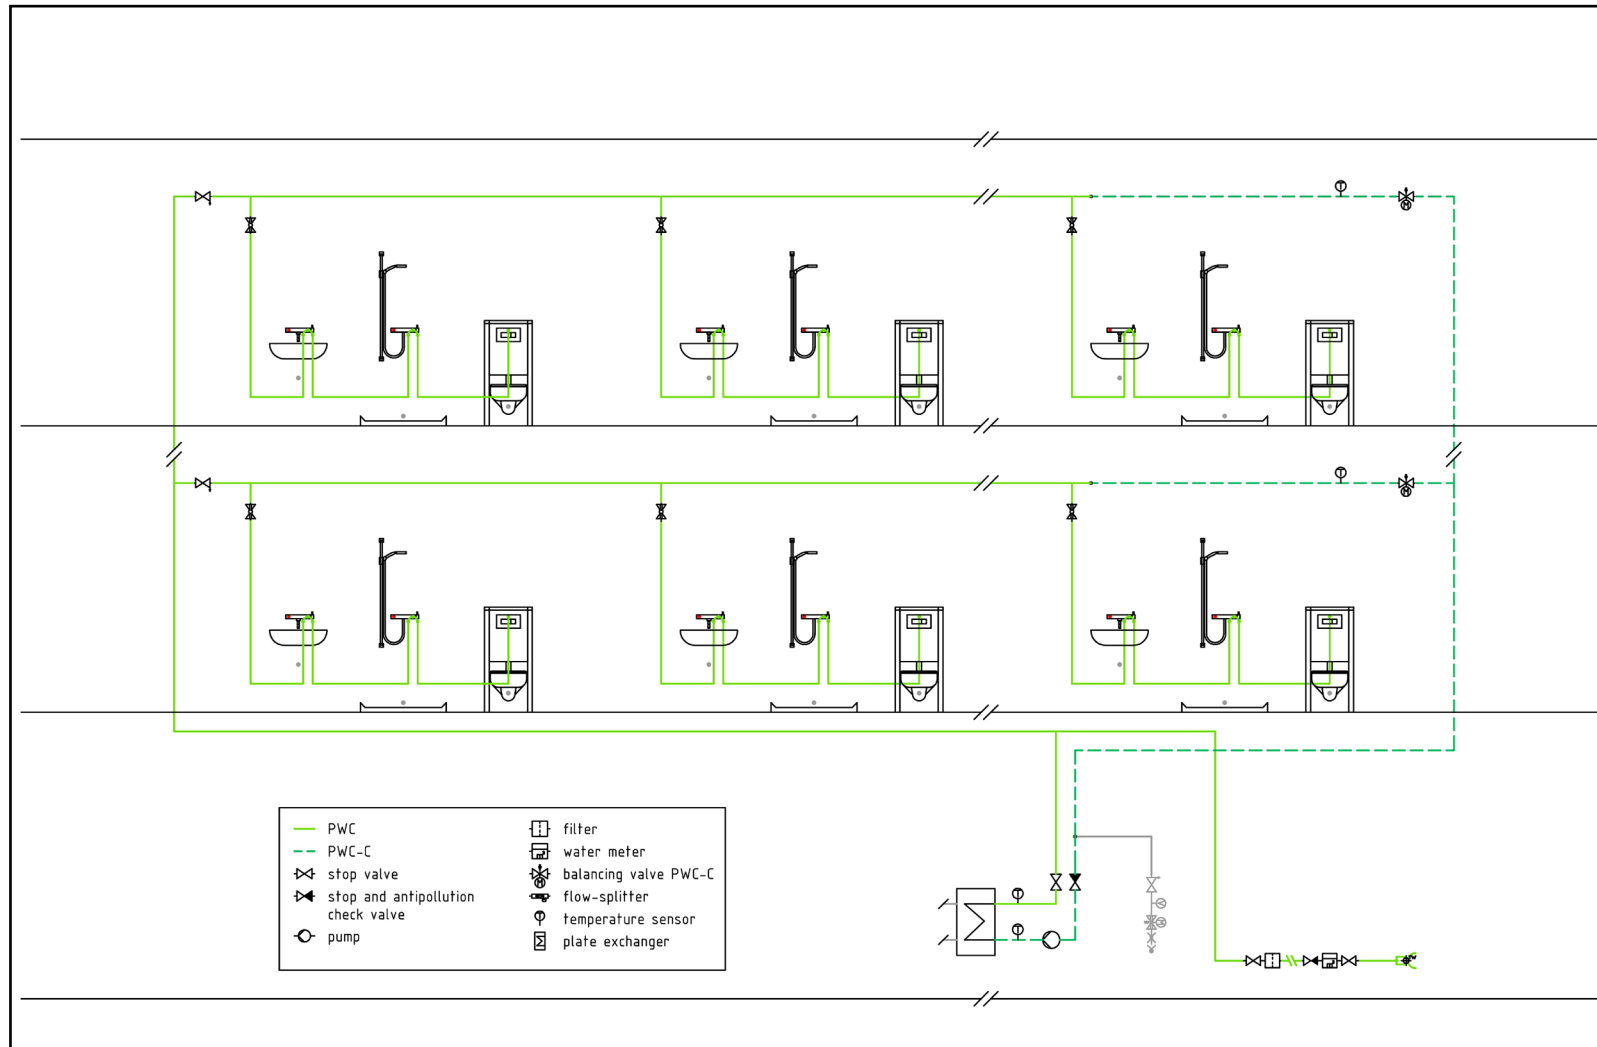 T
M
T
M
PWC
PWC-C
stop valve
stop and antipollution
check valve
pump
filter
water meter
M
balancing valve PWC-C
flow-splitter
T
temperature sensor
plate exchanger
T
T